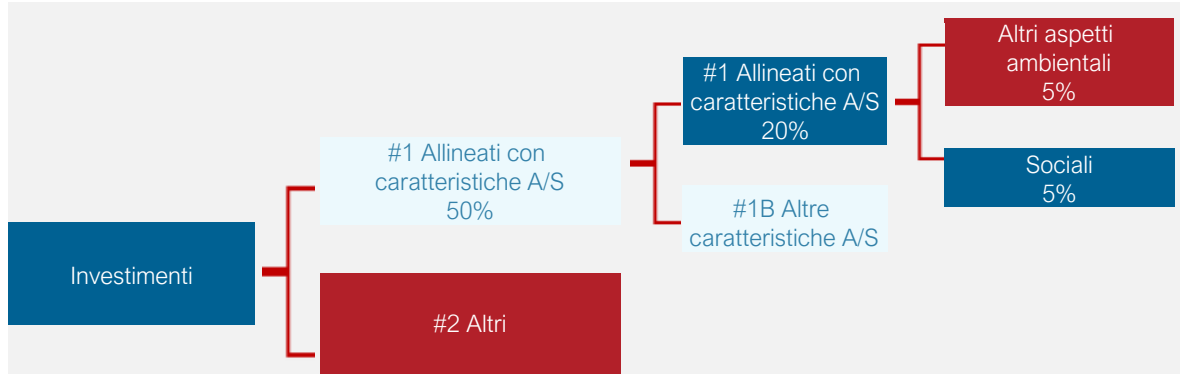 Investimenti
#1 Allineati con
caratteristiche A/S
50%
#2 Altri
#1 Allineati con
caratteristiche A/S
20%
#1B Altre
caratteristiche A/S
Altri aspetti
ambientali
5%
Sociali
5%